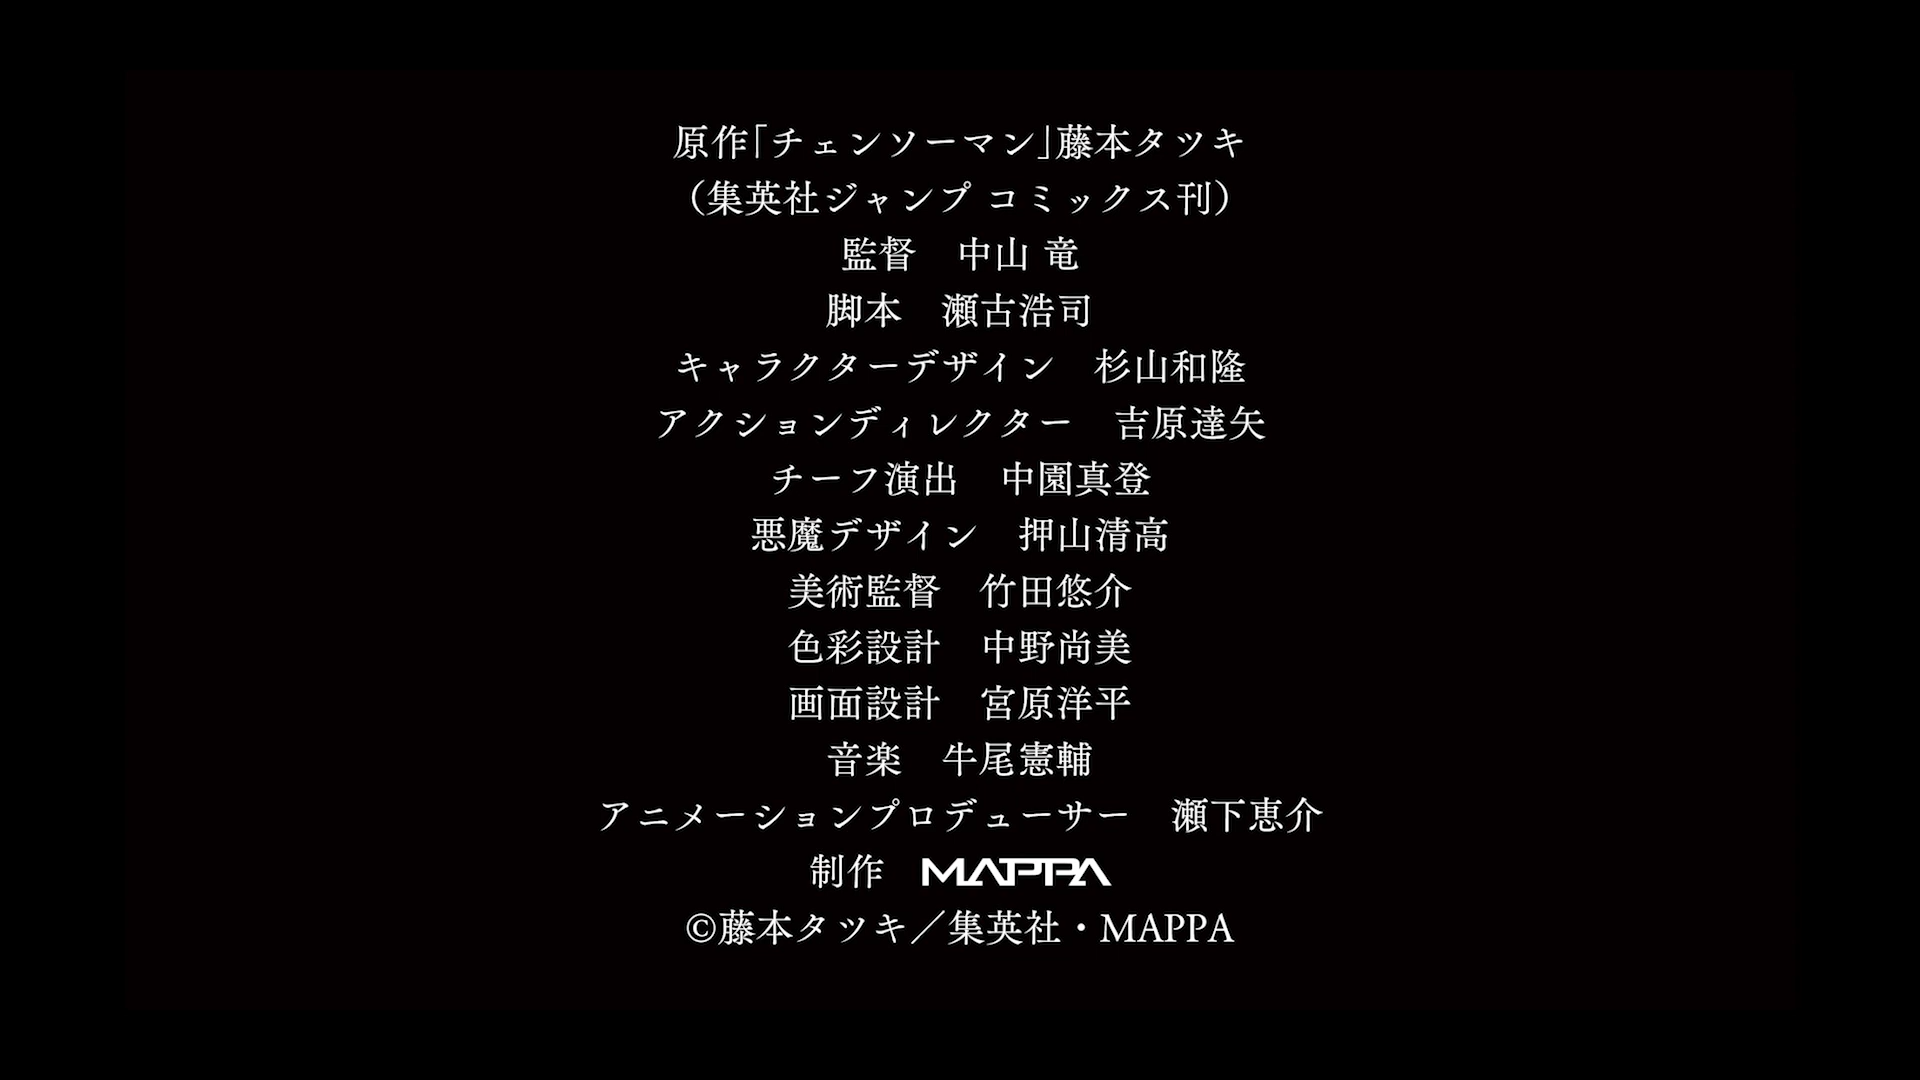 原作「チェンソーマン」藤本タツキ
（集英社ジャンプ コミックス刊）
監督　中山 竜
脚本　瀬古浩司
キャラクターデザイン　杉山和隆
アクションディレクター　吉原達矢
チーフ演出　中園真登
悪魔デザイン　押山清高
美術監督　竹田悠介
色彩設計　中野尚美
画面設計　宮原洋平
音楽　牛尾憲輔
アニメーションプロデューサー　瀬下恵介
制作　MAPPA
©藤本タツキ／集英社・MAPPA